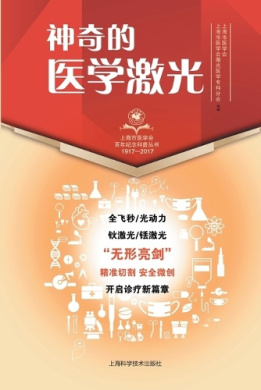 神奇的
医学激光
上海市医学会
上海市医学会激光医学专科分会
上海市医学会
百年纪念科普丛书
1917—2017
全飞秒/光动力
钬激光/铥激光
“无形亮剑”
精准切割 安全微创
开启诊疗新篇章
上海科学技术出版社